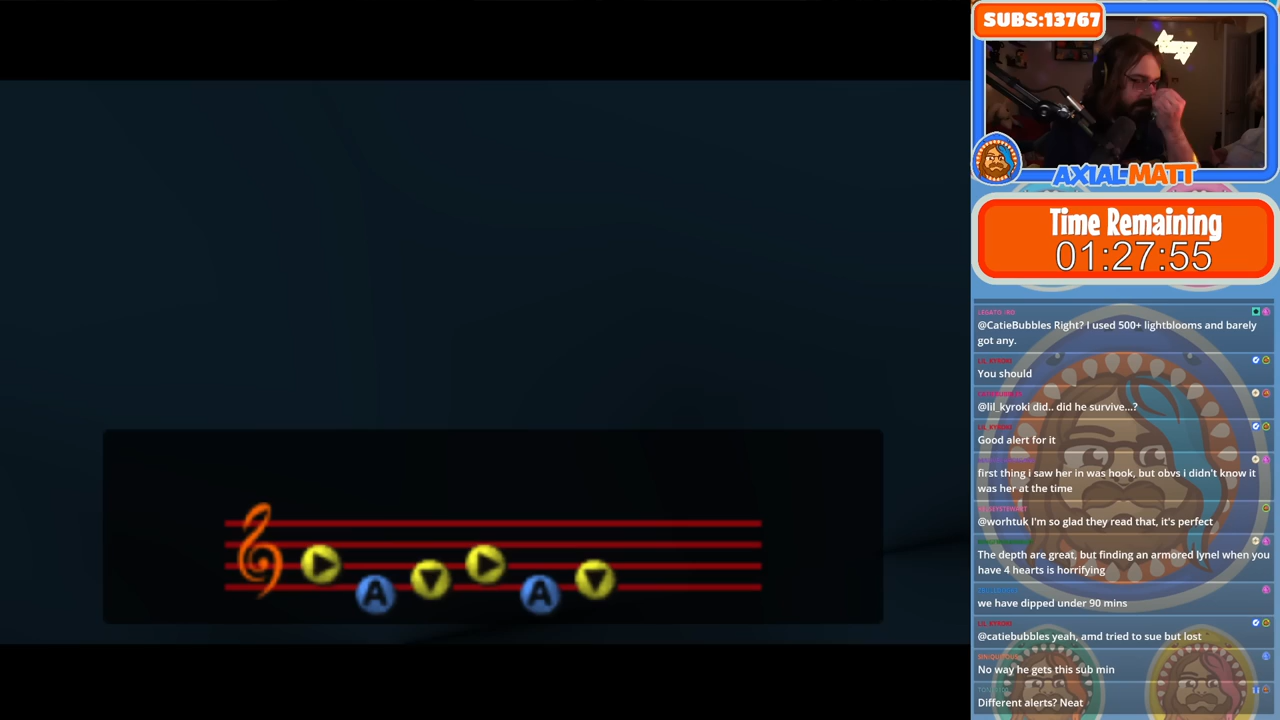 SUBS:13767
AXIAL MATT
Time Remaining
01:27:55
@CatieBubbles Right? I used 500+ lightblooms and barely
got any.
LIL_KYROKI
You should
@lil_kyroki did.. did he survive...?
LIL_KYROKI
Good alert for it
first thing i saw her in was hook, but obvs i didn't know it
was her at the time
@worhtuk I'm so glad they read that, it's perfect
The depth are great, but finding an armored lynel when you
have 4 hearts is horrifying
we have dipped under 90 mins
LIL_KYROKI
@catiebubbles yeah, amd tried to sue but lost
No way he gets this sub min
Different alerts? Neat
A
A